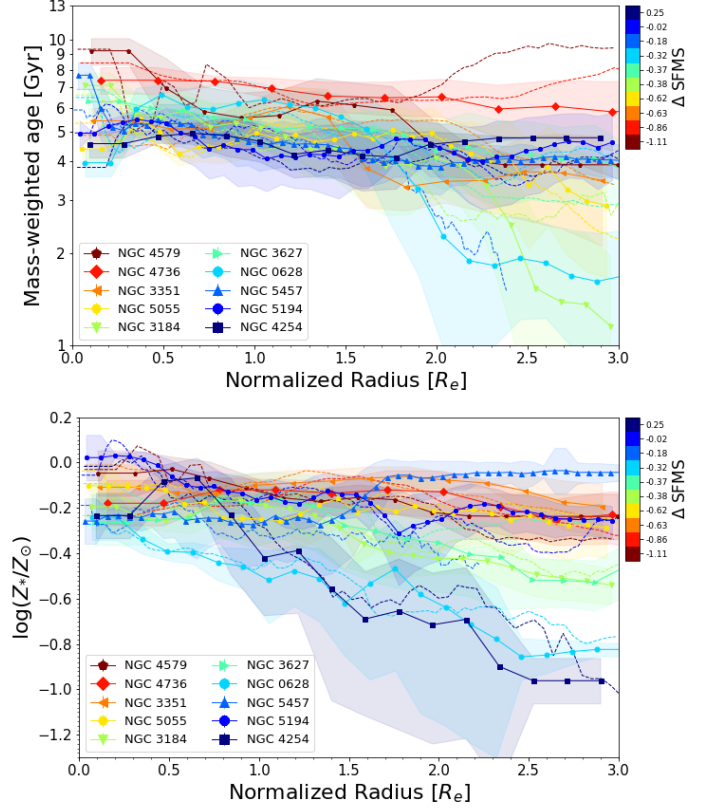 13
10
9
8
7
6
5
4
3
2
1
Mass-weighted age [Gyr]
NGC 4579
NGC 4736
NGC 3351
NGC 5055
NGC 3184
NGC 3627
NGC 0628
NGC 5457
NGC 5194
NGC 4254
0.0 0.5 1.0 1.5 2.0 2.5 3.0
Normalized Radius [Re]
0.25
-0.02
-0.18
-0.32
-0.37
-0.46
-0.62
-0.63
-0.86
-1.11
Δ SFMS
0.2
0.0
−0.2
−0.4
−0.6
−0.8
−1.0
−1.2
log(Z*/Z⊙)
NGC 4579
NGC 4736
NGC 3351
NGC 5055
NGC 3184
NGC 3627
NGC 0628
NGC 5457
NGC 5194
NGC 4254
0.0 0.5 1.0 1.5 2.0 2.5 3.0
Normalized Radius [Re]
0.25
-0.02
-0.18
-0.32
-0.37
-0.46
-0.62
-0.63
-0.86
-1.11
Δ SFMS